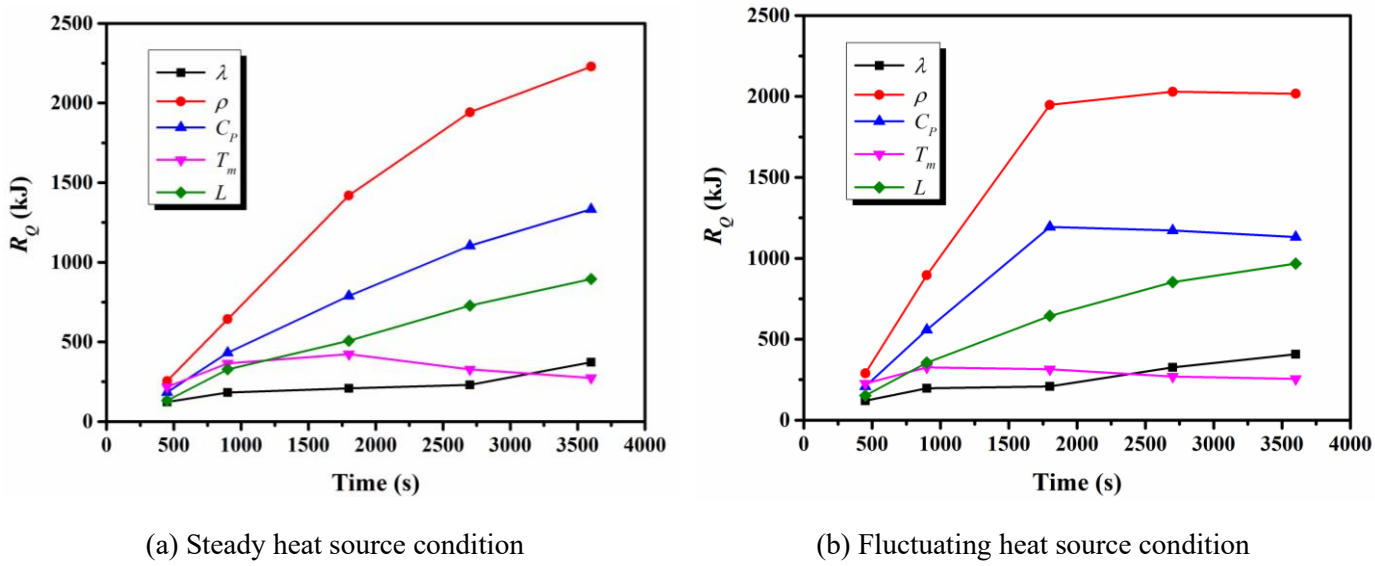 2500
2000
1500
1000
500
0
R_Q (kJ)
λ
ρ
C_P
T_m
L
0 500 1000 1500 2000 2500 3000 3500 4000
Time (s)
(a) Steady heat source condition
2500
2000
1500
1000
500
0
R_Q (kJ)
λ
ρ
C_P
T_m
L
0 500 1000 1500 2000 2500 3000 3500 4000
Time (s)
(b) Fluctuating heat source condition